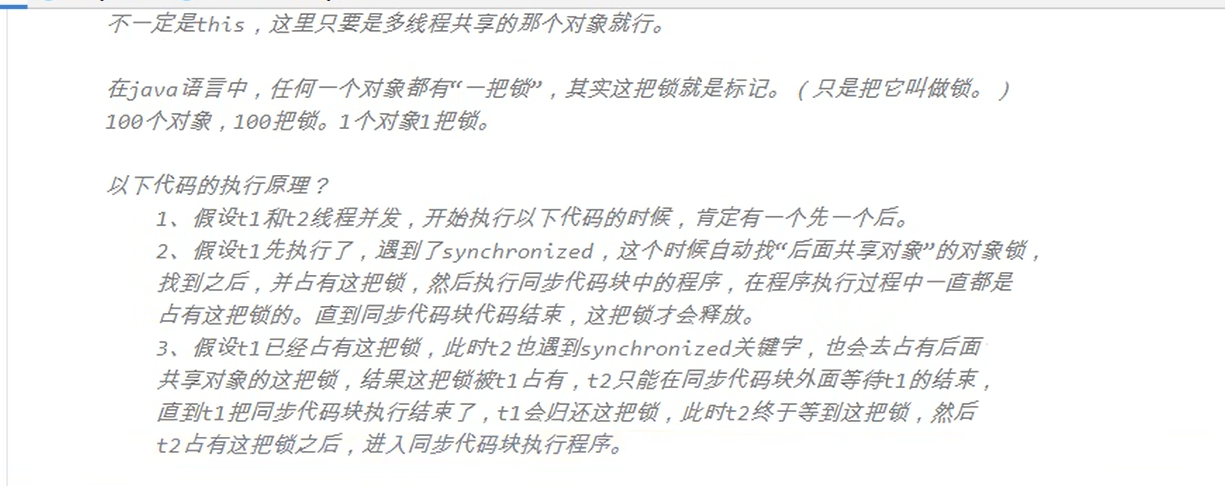 不一定是this，这里只要是多线程共享的那个对象就行。
在java语言中，任何一个对象都有“一把锁”，其实这把锁就是标记。（只是把它叫做锁。）
100个对象，100把锁。1个对象1把锁。
以下代码的执行原理？
1、假设t1和t2线程并发，开始执行以下代码的时候，肯定有一个先一个后。
2、假设t1先执行了，遇到了synchronized，这个时候自动找“后面共享对象”的对象锁，
找到之后，并占有这把锁，然后执行同步代码块中的程序，在程序执行过程中一直都是
占有这把锁的。直到同步代码块代码结束，这把锁才会释放。
3、假设t1已经占有这把锁，此时t2也遇到synchronized关键字，也会去占有后面
共享对象的这把锁，结果这把锁被t1占有，t2只能在同步代码块外面等待t1的结束，
直到t1把同步代码块执行结束了，t1会归还这把锁，此时t2终于等到这把锁，然后
t2占有这把锁之后，进入同步代码块执行程序。